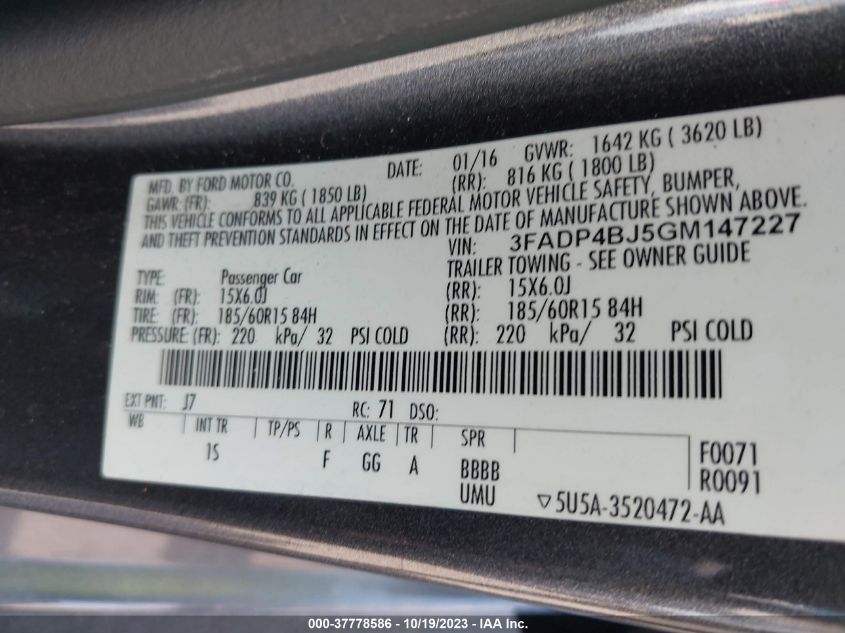 MFD. BY FORD MOTOR CO. DATE: 01/16 GVWR: 1642 KG ( 3620 LB)
GAWR: (FR): 839 KG ( 1850 LB) (RR): 816 KG ( 1800 LB)
THIS VEHICLE CONFORMS TO ALL APPLICABLE FEDERAL MOTOR VEHICLE SAFETY, BUMPER,
AND THEFT PREVENTION STANDARDS IN EFFECT ON THE DATE OF MANUFACTURE SHOWN ABOVE.
VIN: 3FADP4BJ5GM147227
TYPE: Passenger Car TRAILER TOWING - SEE OWNER GUIDE
RIM: (FR): 15X6.0J (RR): 15X6.0J
TIRE: (FR): 185/60R15 84H (RR): 185/60R15 84H
PRESSURE: (FR): 220 kPa/ 32 PSI COLD (RR): 220 kPa/ 32 PSI COLD
EXT PNT: J7 RC: 71 DSO:
WB INT TR TP/PS R AXLE TR SPR F0071
1S F GG A BBBB R0091
UMU ▽5U5A-3520472-AA
000-37778586 - 10/19/2023 - IAA Inc.